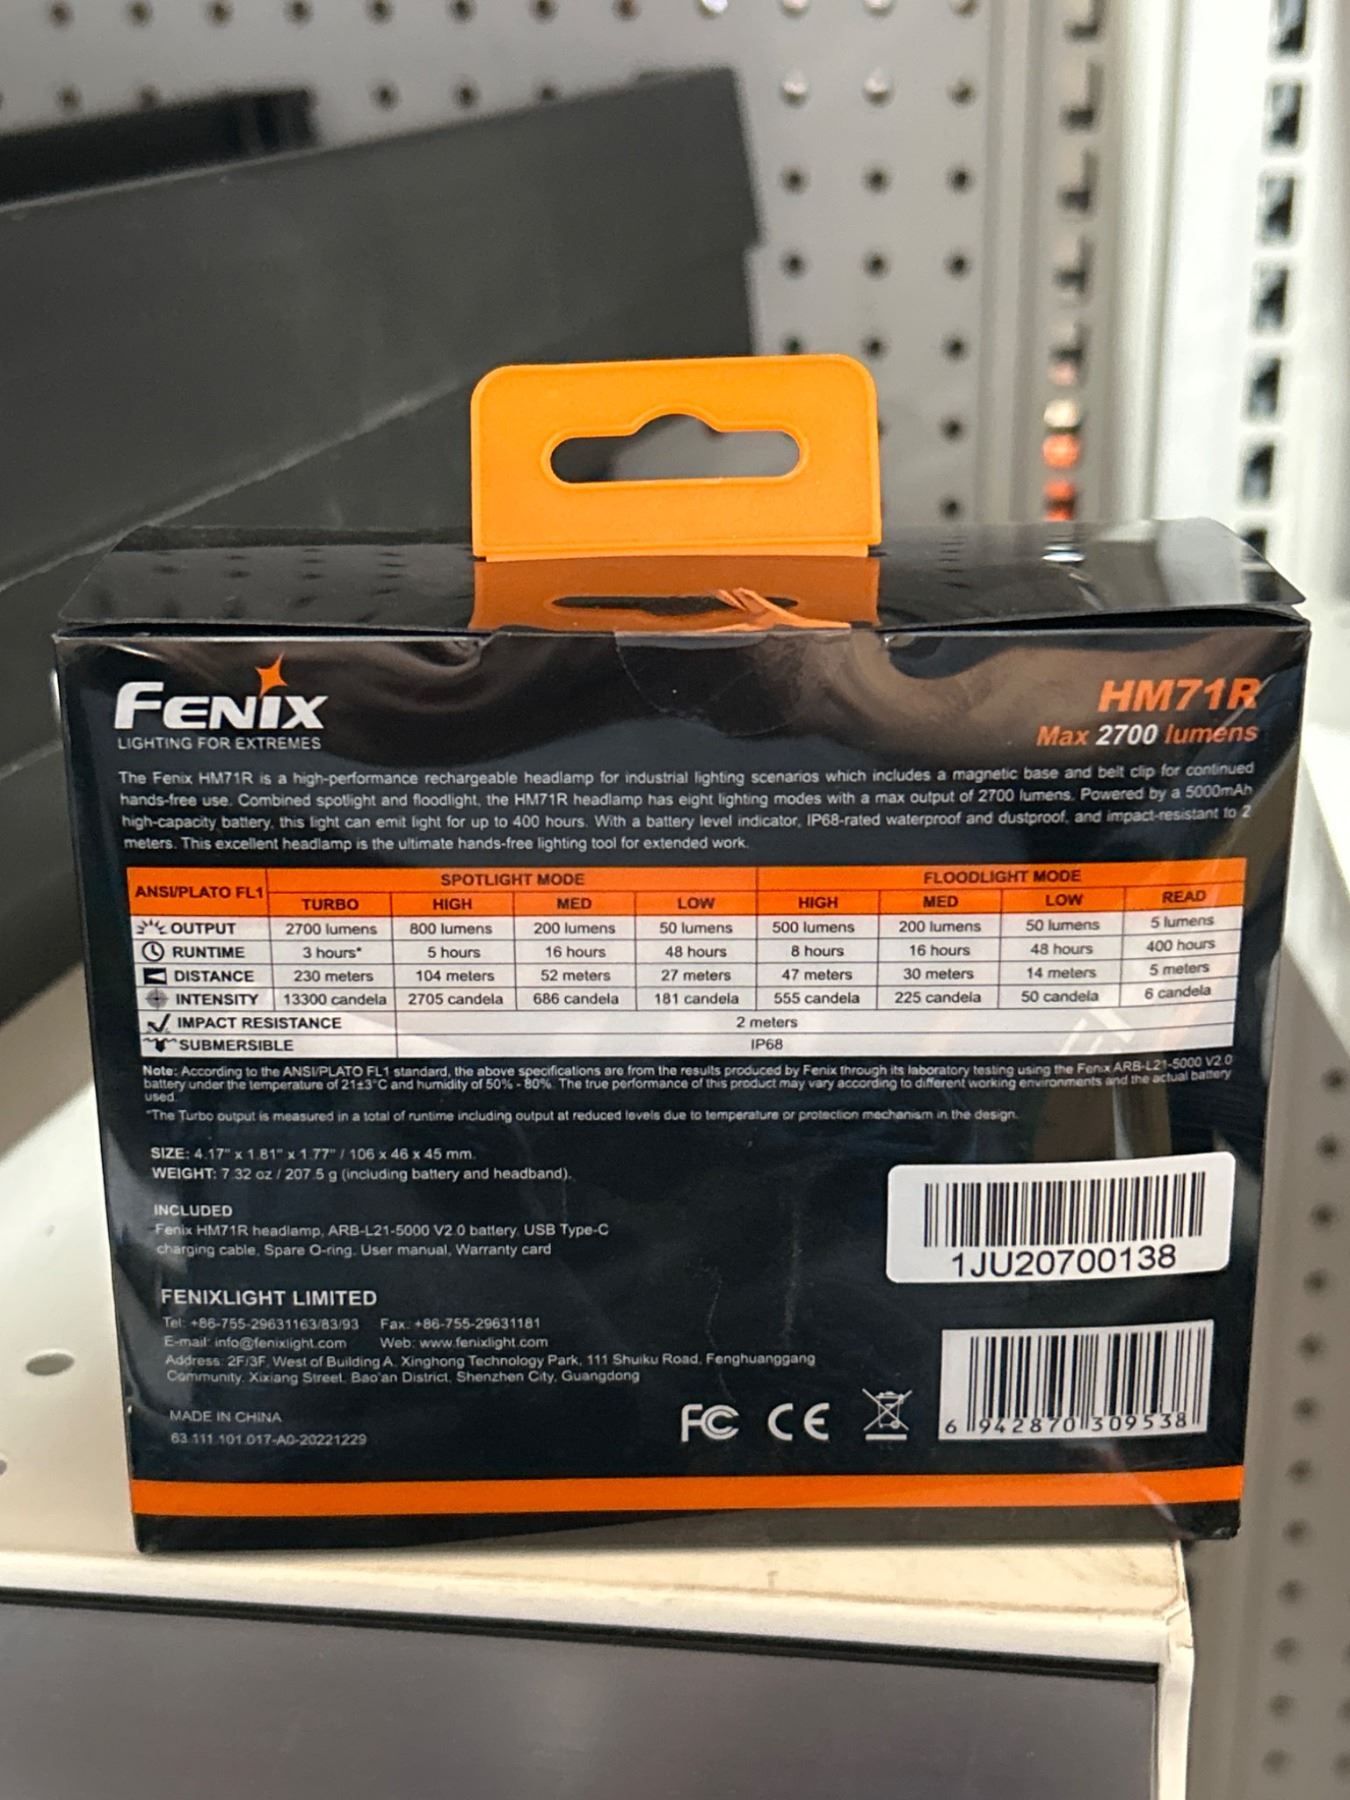 FENIX
LIGHTING FOR EXTREMES
HM71R
Max 2700 lumens
The Fenix HM71R is a high-performance rechargeable headlamp for industrial lighting scenarios which includes a magnetic base and belt clip for continued
hands-free use. Combined spotlight and floodlight, the HM71R headlamp has eight lighting modes with a max output of 2700 lumens. Powered by a 5000mAh
high-capacity battery, this light can emit light for up to 400 hours. With a battery level indicator, IP68-rated waterproof and dustproof, and impact-resistant to 2
meters. This excellent headlamp is the ultimate hands-free lighting tool for extended work.
ANSI/PLATO FL1 SPOTLIGHT MODE FLOODLIGHT MODE
TURBO HIGH MED LOW HIGH MED LOW READ
OUTPUT 2700 lumens 800 lumens 200 lumens 50 lumens 500 lumens 200 lumens 50 lumens 5 lumens
RUNTIME 3 hours* 5 hours 16 hours 48 hours 8 hours 16 hours 48 hours 400 hours
DISTANCE 230 meters 104 meters 52 meters 27 meters 47 meters 30 meters 14 meters 5 meters
INTENSITY 13300 candela 2705 candela 686 candela 181 candela 555 candela 225 candela 50 candela 6 candela
IMPACT RESISTANCE 2 meters
SUBMERSIBLE IP68
Note: According to the ANSI/PLATO FL1 standard, the above specifications are from the results produced by Fenix through its laboratory testing using the Fenix ARB-L21-5000 V2.0
battery under the temperature of 21±3°C and humidity of 50% - 80%. The true performance of this product may vary according to different working environments and the actual battery
used.
*The Turbo output is measured in a total of runtime including output at reduced levels due to temperature or protection mechanism in the design.
SIZE: 4.17" x 1.81" x 1.77" / 106 x 46 x 45 mm.
WEIGHT: 7.32 oz / 207.5 g (including battery and headband).
INCLUDED
Fenix HM71R headlamp, ARB-L21-5000 V2.0 battery, USB Type-C
charging cable, Spare O-ring, User manual, Warranty card
1JU20700138
FENIXLIGHT LIMITED
Tel: +86-755-29631163/83/93 Fax: +86-755-29631181
E-mail: info@fenixlight.com Web: www.fenixlight.com
Address: 2F/3F, West of Building A, Xinghong Technology Park, 111 Shuiku Road, Fenghuanggang
Community, Xixiang Street, Bao'an District, Shenzhen City, Guangdong
MADE IN CHINA
63.111.101.017-A0-20221229
FC CE
6 942870 309538